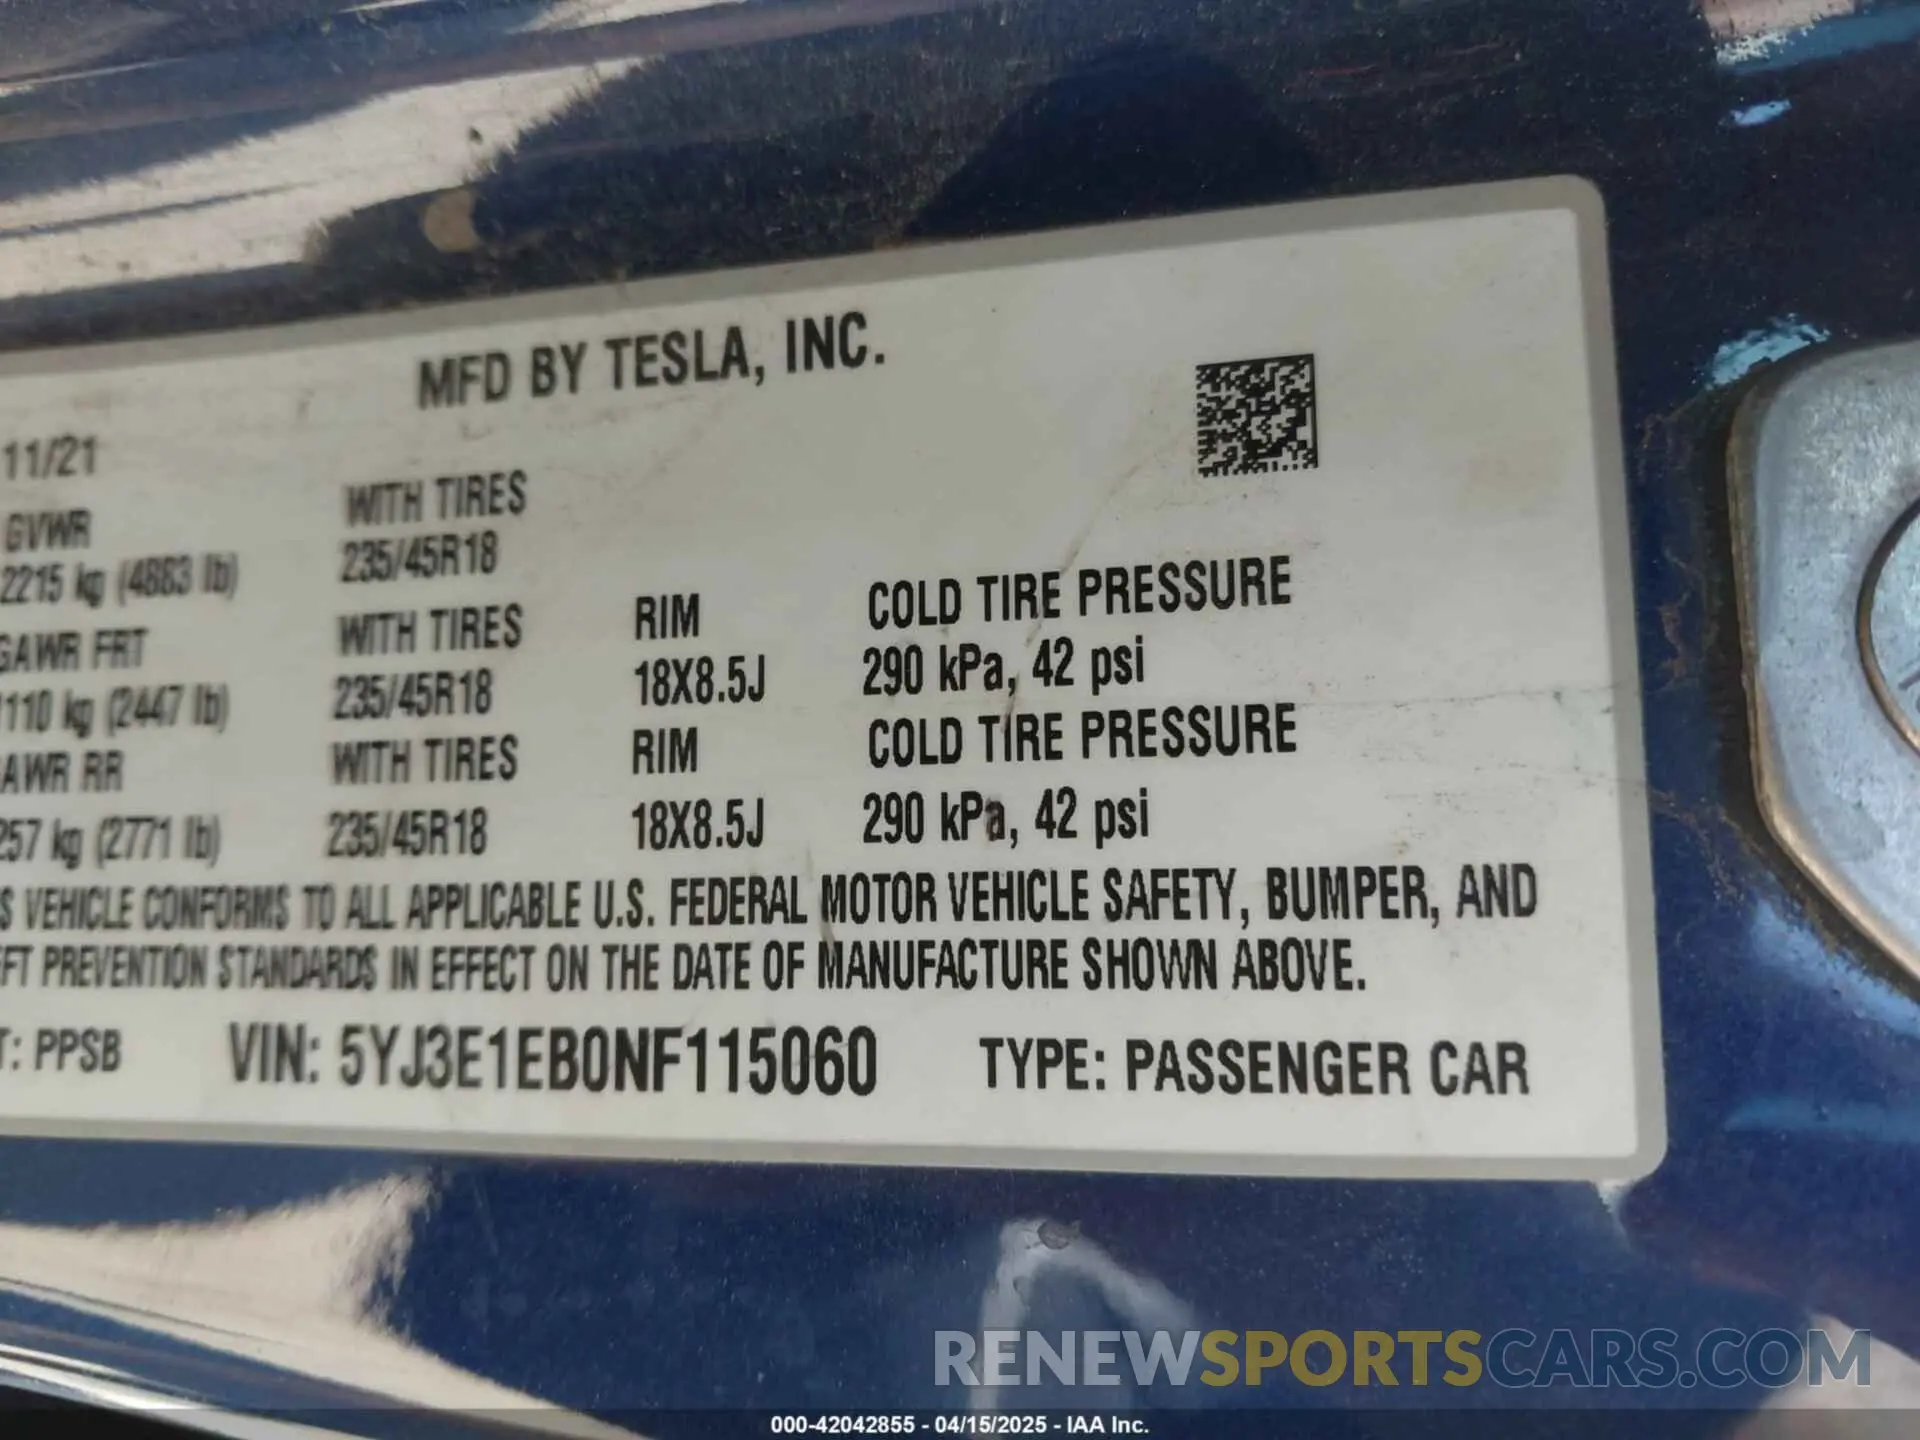 MFD BY TESLA, INC.
11/21
GVWR WITH TIRES
2215 kg (4883 lb) 235/45R18
GAWR FRT WITH TIRES RIM COLD TIRE PRESSURE
1110 kg (2447 lb) 235/45R18 18X8.5J 290 kPa, 42 psi
AWR RR WITH TIRES RIM COLD TIRE PRESSURE
257 kg (2771 lb) 235/45R18 18X8.5J 290 kPa, 42 psi
S VEHICLE CONFORMS TO ALL APPLICABLE U.S. FEDERAL MOTOR VEHICLE SAFETY, BUMPER, AND
FT PREVENTION STANDARDS IN EFFECT ON THE DATE OF MANUFACTURE SHOWN ABOVE.
T: PPSB VIN: 5YJ3E1EB0NF115060 TYPE: PASSENGER CAR
RENEWSPORTSCARS.COM
000-42042855 - 04/15/2025 - IAA Inc.